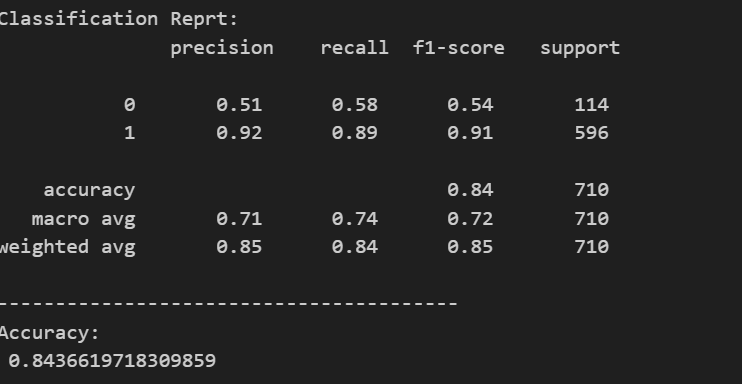 Classification Reprt:
precision recall f1-score support
0 0.51 0.58 0.54 114
1 0.92 0.89 0.91 596
accuracy 0.84 710
macro avg 0.71 0.74 0.72 710
weighted avg 0.85 0.84 0.85 710
----------------------------------------
Accuracy:
0.8436619718309859